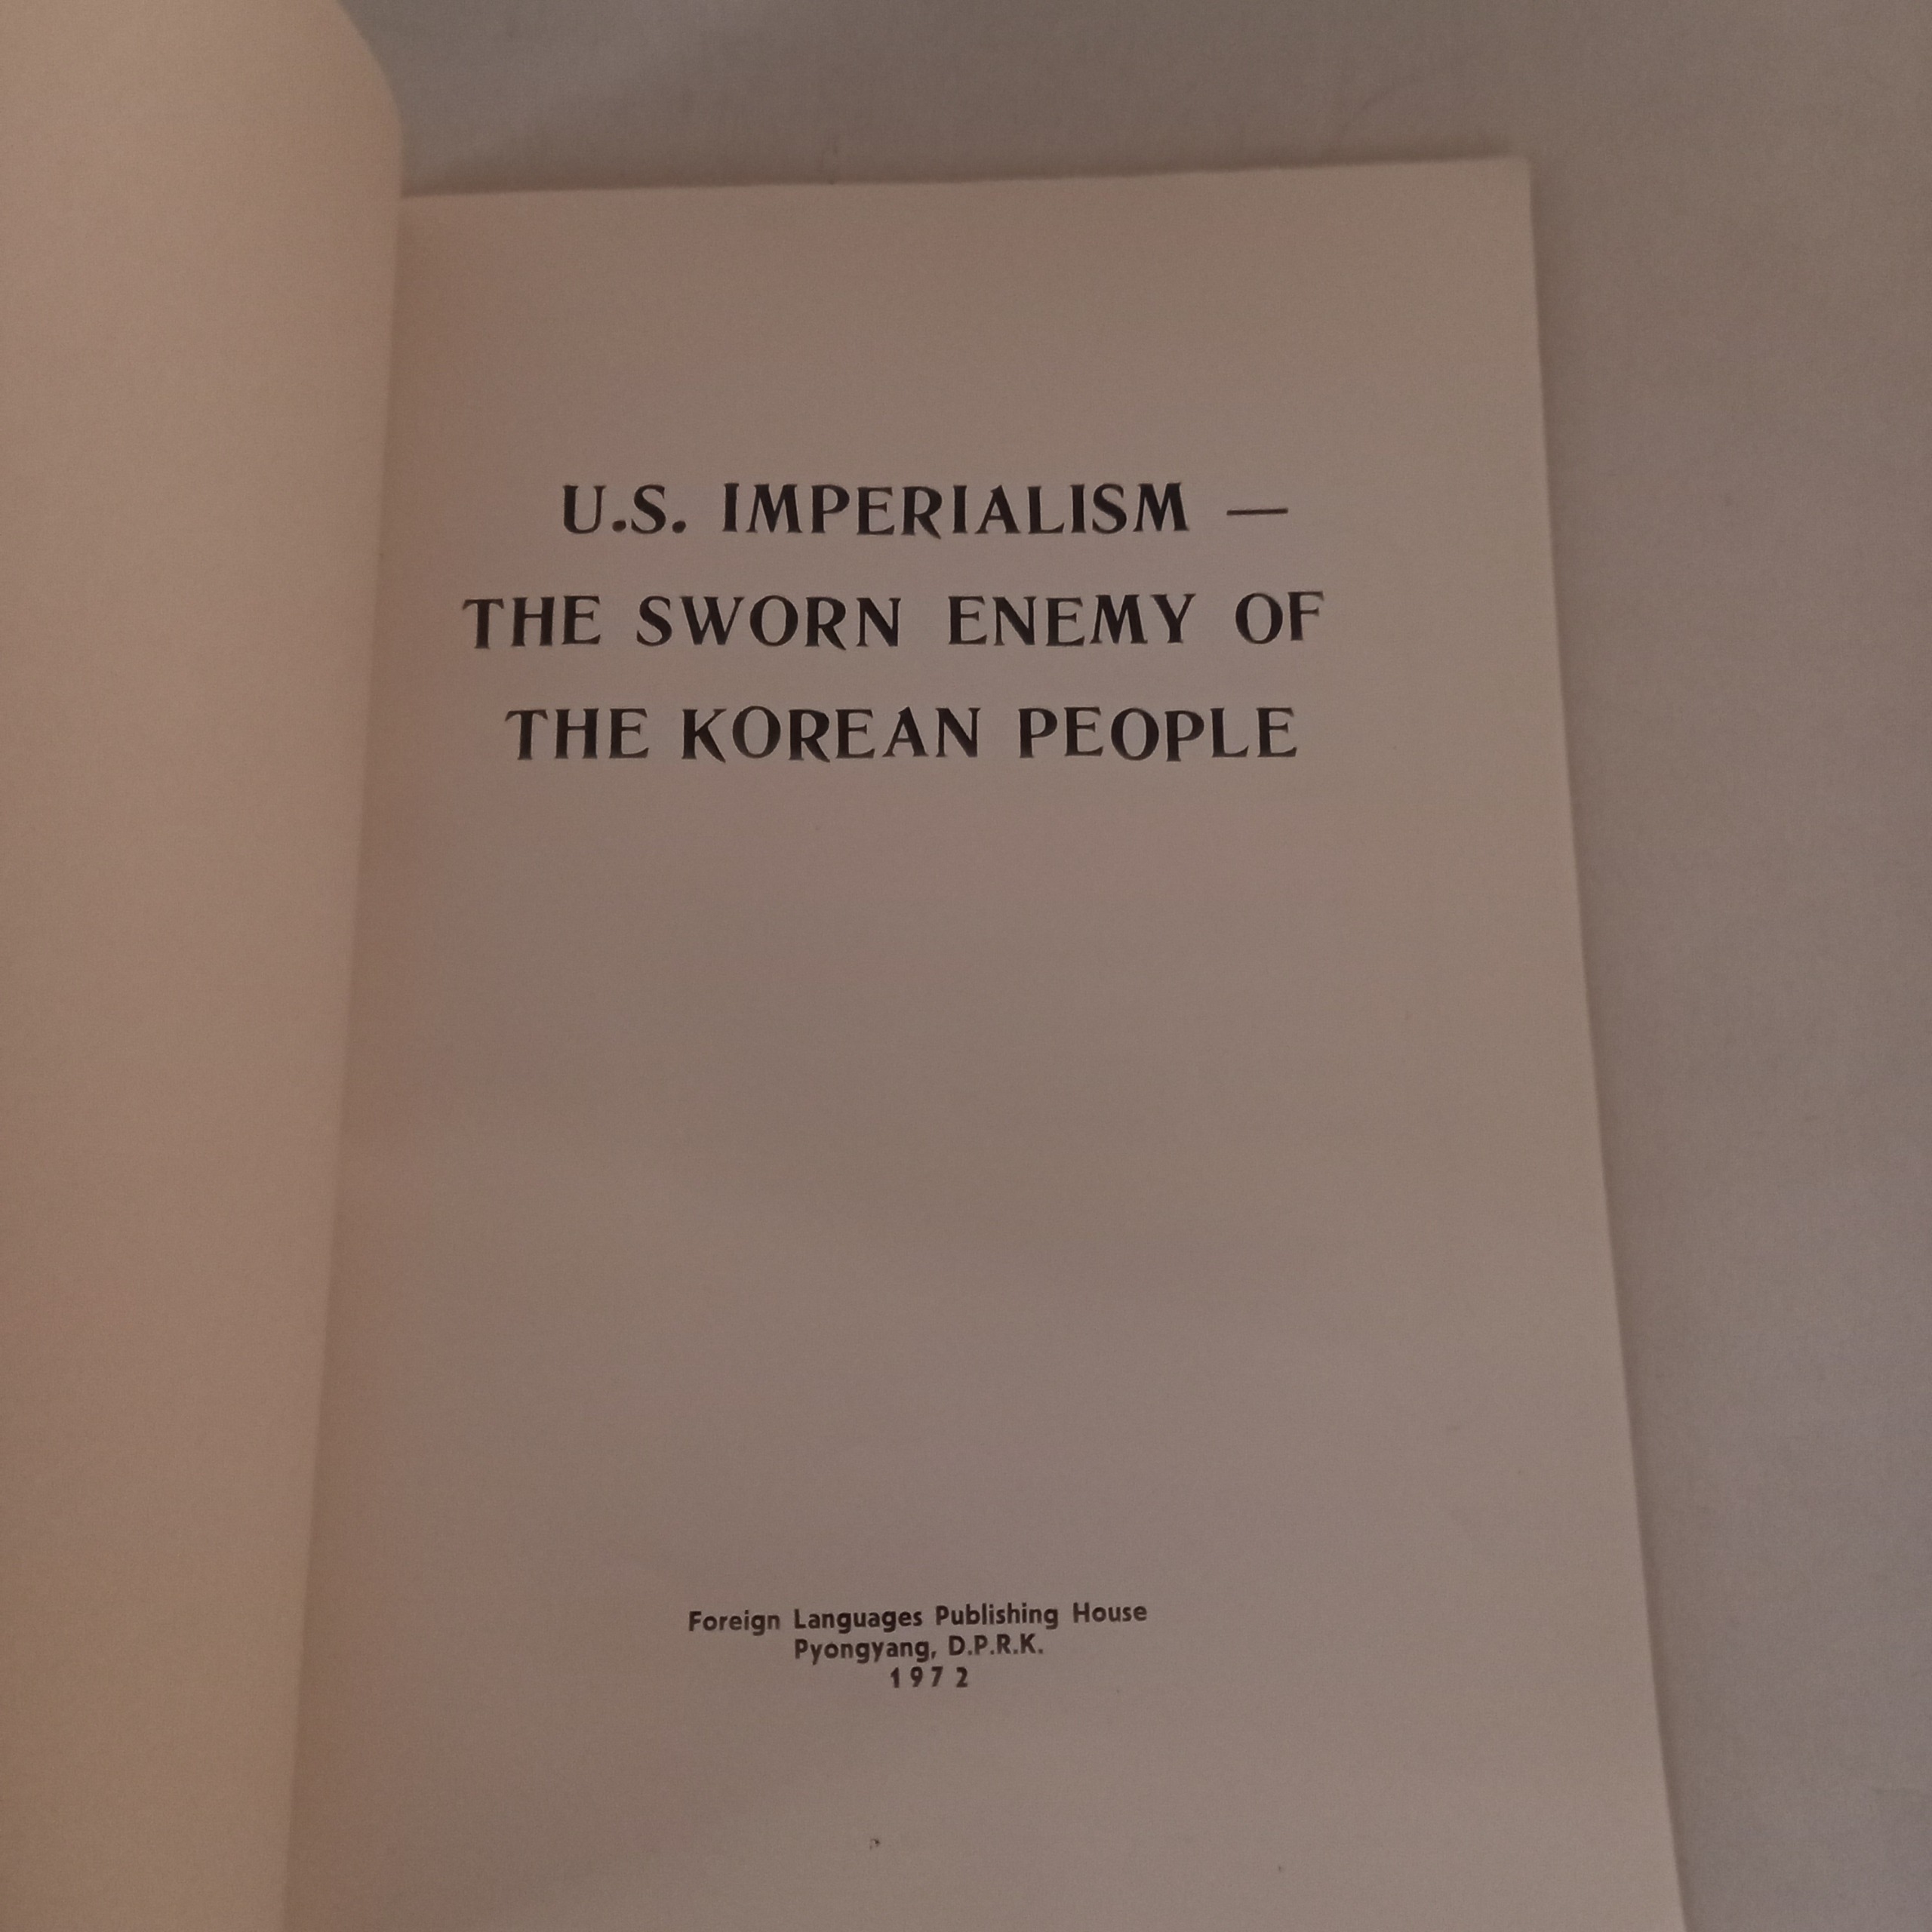 U.S. IMPERIALISM —
THE SWORN ENEMY OF
THE KOREAN PEOPLE
Foreign Languages Publishing House
Pyongyang, D.P.R.K.
1972